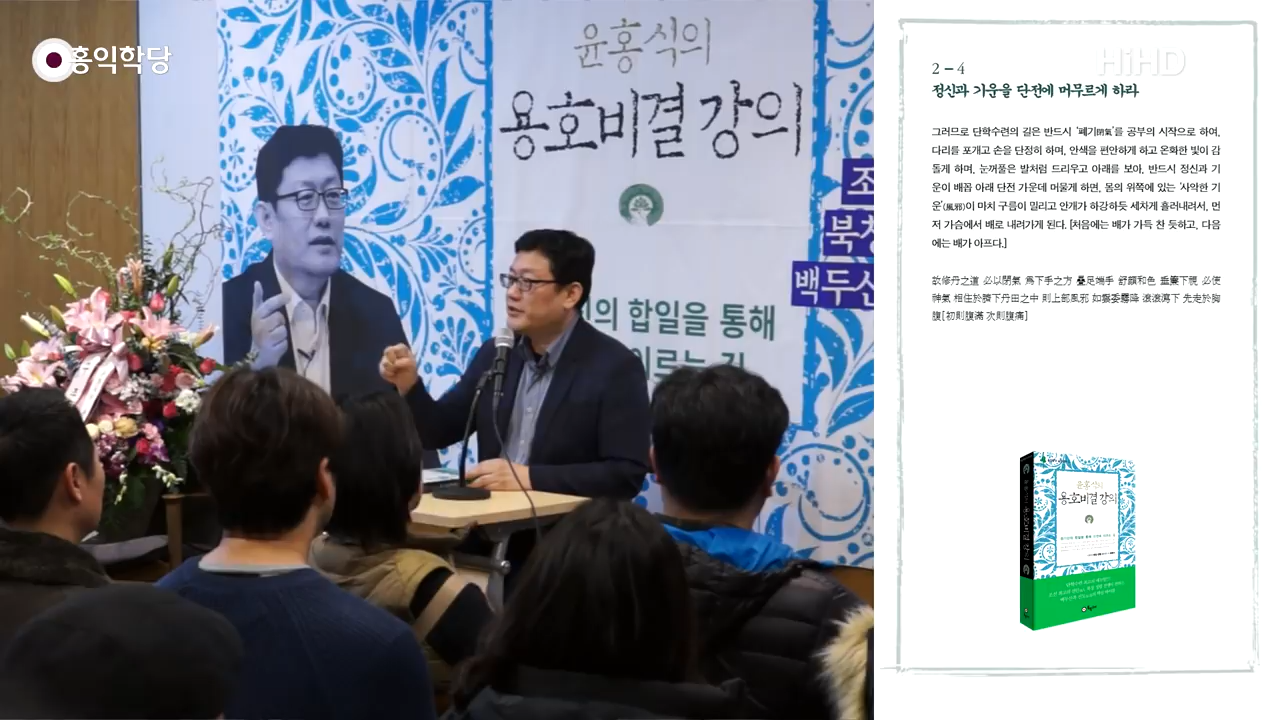 홍익학당
윤홍식의
용호비결 강의
조
북창
백두산
의 합일을 통해
이르는 길
HiHD
2 – 4
정신과 기운을 단전에 머무르게 하라
그러므로 단학수련의 길은 반드시 '폐기閉氣'를 공부의 시작으로 하여,
다리를 포개고 손을 단정히 하며, 안색을 편안하게 하고 온화한 빛이 감
돌게 하며, 눈꺼풀은 발처럼 드리우고 아래를 보아, 반드시 정신과 기
운이 배꼽 아래 단전 가운데 머물게 하면, 몸의 위쪽에 있는 '사악한 기
운'(風邪)이 마치 구름이 밀리고 안개가 하강하듯 세차게 흘러내려서, 먼
저 가슴에서 배로 내려가게 된다. [처음에는 배가 가득 찬 듯하고, 다음
에는 배가 아프다.]
故修丹之道 必以閉氣 爲下手之方 疊足端手 舒顔和色 垂簾下視 必使
神氣 相住於臍下丹田之中 則上部風邪 如雲委霧降 滾滾瀉下 先走於胸
腹[初則腹滿 次則腹痛]
윤홍식의
용호비결 강의